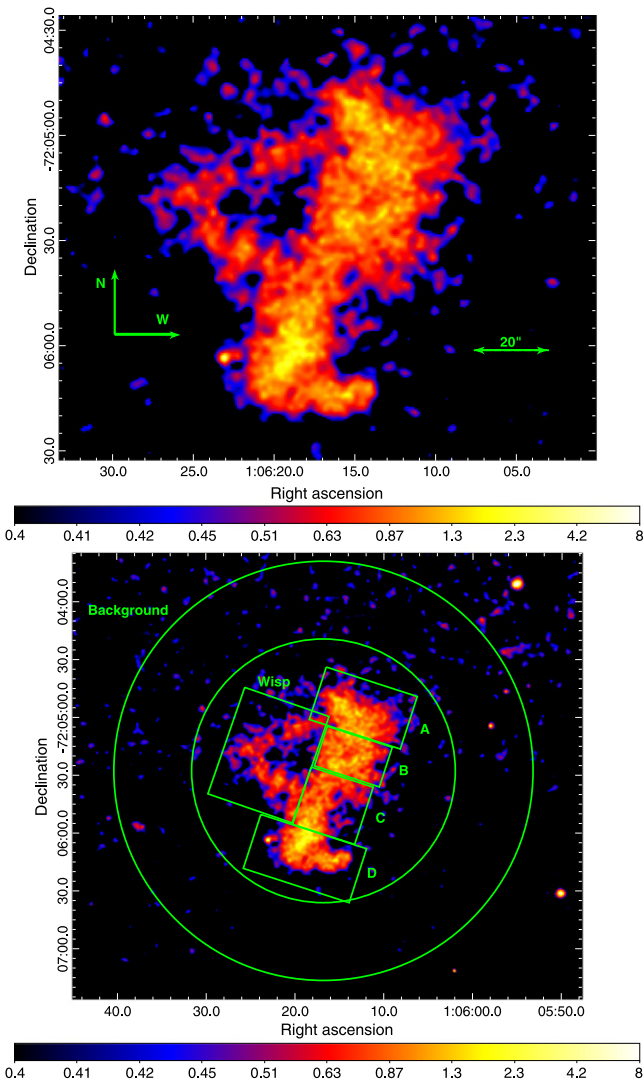 04:30.0
-72:05:00.0
30.0
06:00.0
30.0
Declination
N
W
20"
30.0 25.0 1:06:20.0 15.0 10.0 05.0
Right ascension
0.4 0.41 0.42 0.45 0.51 0.63 0.87 1.3 2.3 4.2 8
04:00.0
30.0
-72:05:00.0
30.0
06:00.0
30.0
07:00.0
Declination
Background
Wisp
A
B
C
D
40.0 30.0 20.0 10.0 1:06:00.0 05:50.0
Right ascension
0.4 0.41 0.42 0.45 0.51 0.63 0.87 1.3 2.3 4.2 8